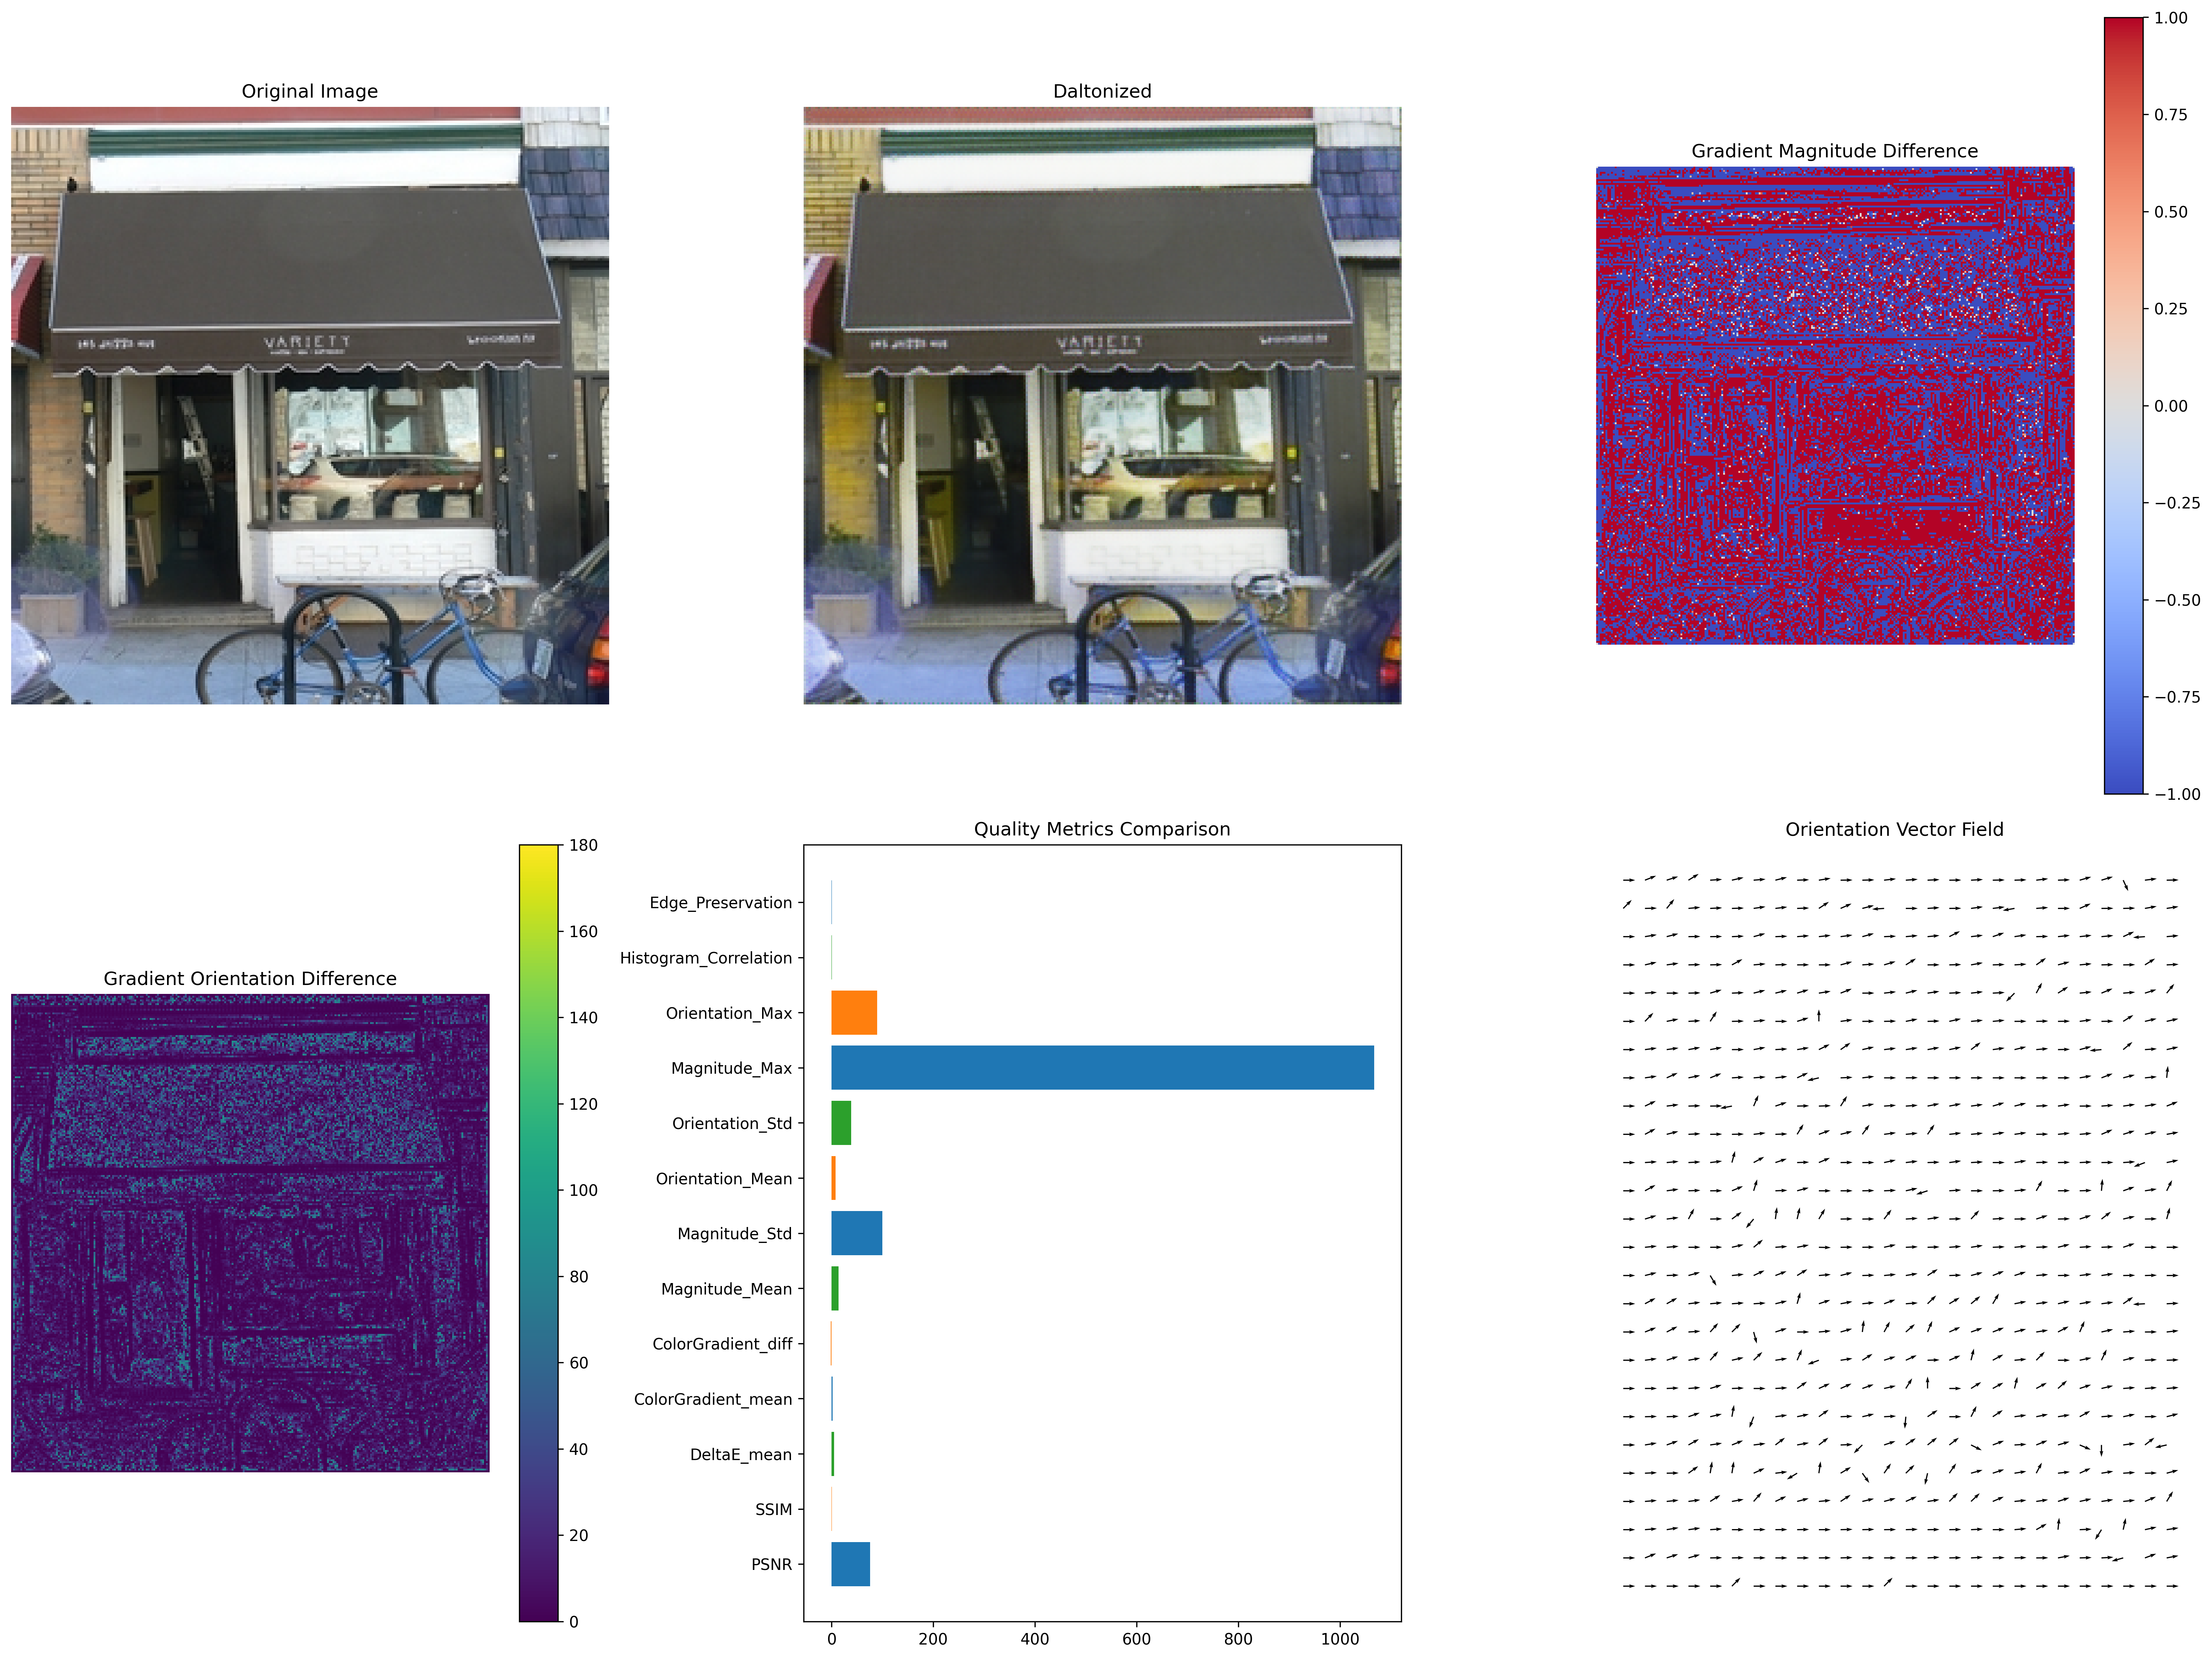 Original Image
VARIETY
Daltonized
VARIETY
Gradient Magnitude Difference
1.00
0.75
0.50
0.25
0.00
−0.25
−0.50
−0.75
−1.00
Gradient Orientation Difference
180
160
140
120
100
80
60
40
20
0
Quality Metrics Comparison
Edge_Preservation
Histogram_Correlation
Orientation_Max
Magnitude_Max
Orientation_Std
Orientation_Mean
Magnitude_Std
Magnitude_Mean
ColorGradient_diff
ColorGradient_mean
DeltaE_mean
SSIM
PSNR
0 200 400 600 800 1000
Orientation Vector Field